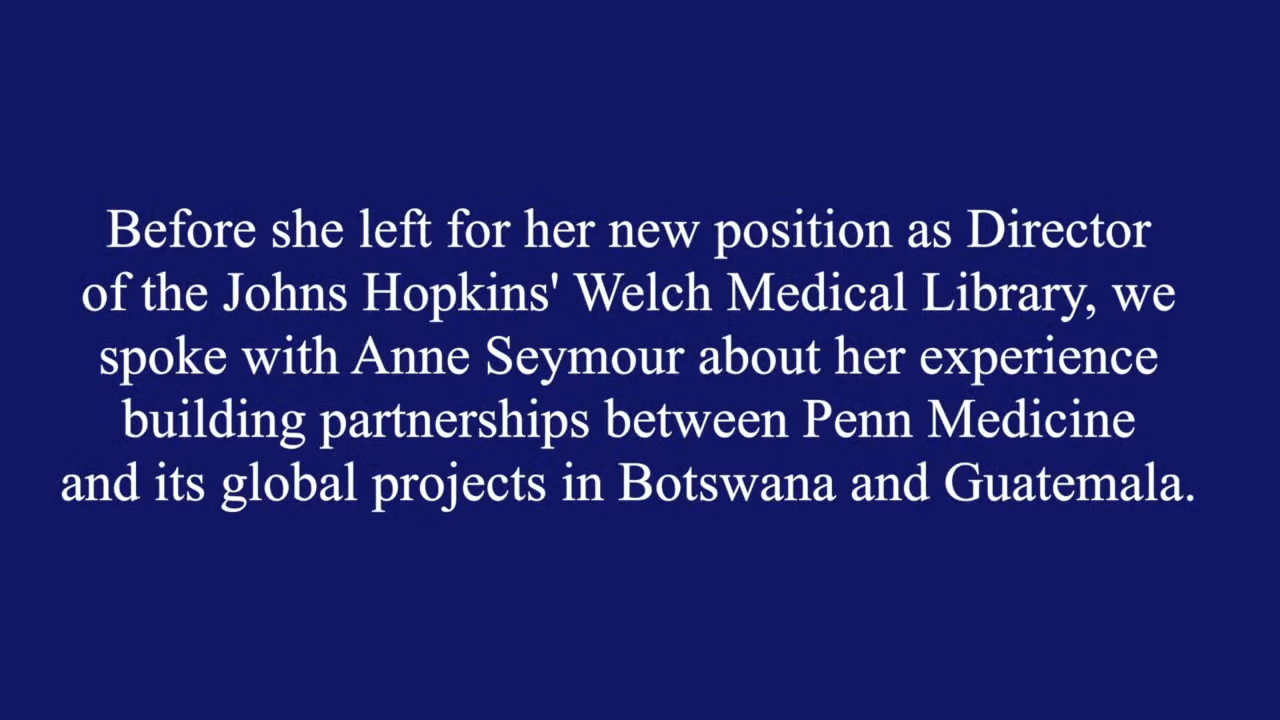 Before she left for her new position as Director
of the Johns Hopkins' Welch Medical Library, we
spoke with Anne Seymour about her experience
building partnerships between Penn Medicine
and its global projects in Botswana and Guatemala.